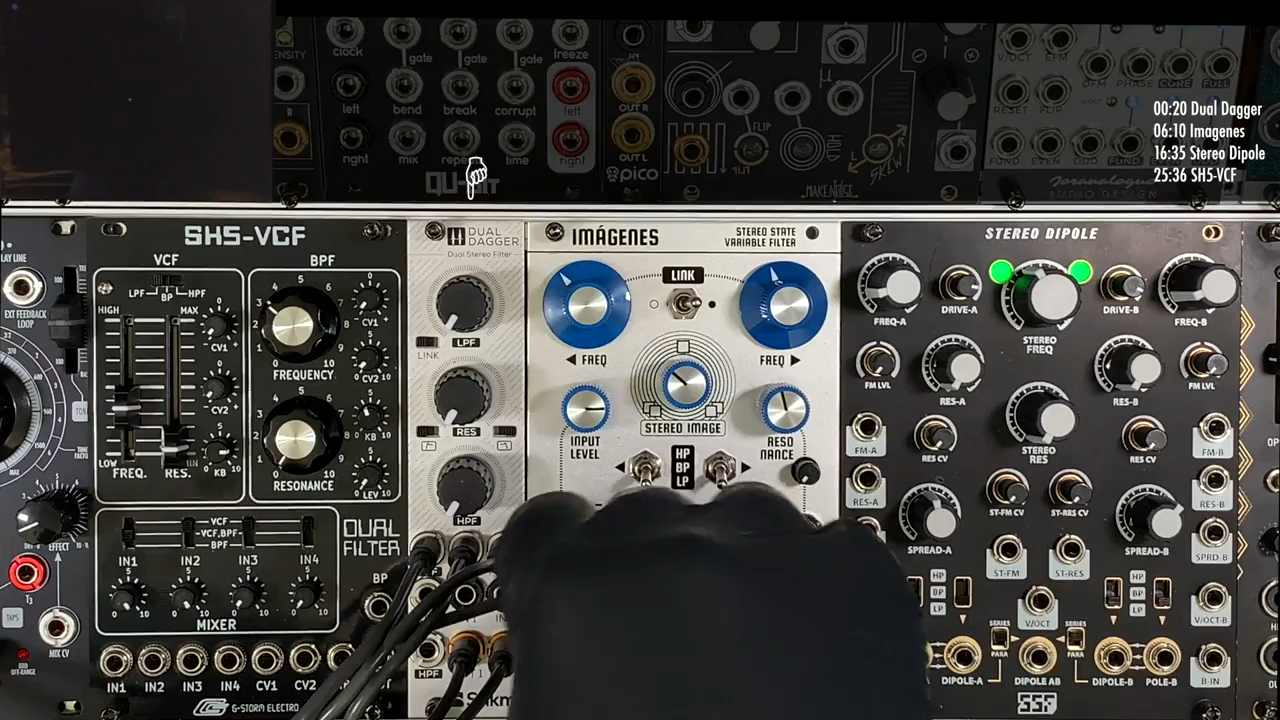 clock
gate
gate
gate
freeze
left
bend
break
corrupt
left
OUT R
right
mix
time
right
OUT L
pico
FLIP
HOLD
SKEW
MAKE NOISE
V/OCT
RESET
FLIP
PHASE
FULL
FUND
EVEN
ODD
00:20 Dual Dagger
06:10 Imagenes
16:35 Stereo Dipole
25:36 SH5-VCF
EXT FEEDBACK
LOOP
EFFECT
TAPS
MIX CV
SH5-VCF
VCF
LPF
BP
HPF
HIGH
MAX
LOW
FREQ.
RES.
CV1
CV2
KB
BPF
FREQUENCY
RESONANCE
CV1
CV2
KB
LEV
VCF
VCF,BPF
BPF
IN1
IN2
IN3
IN4
MIXER
DUAL
FILTER
IN1
IN2
IN3
IN4
CV1
CV2
G-STORM ELECTRO
DUAL
DAGGER
Dual Stereo Filter
LPF
LINK
RES
HPF
HPF
IMÁGENES
STEREO STATE
VARIABLE FILTER
LINK
FREQ
FREQ
INPUT
LEVEL
STEREO IMAGE
RESO
NANCE
HP
BP
LP
STEREO DIPOLE
FREQ-A
DRIVE-A
STEREO
FREQ
DRIVE-B
FREQ-B
FM LVL
RES-A
RES-B
FM LVL
FM-A
RES CV
STEREO
RES
RES CV
FM-B
RES-A
ST-FM CV
ST-RES CV
RES-B
SPREAD-A
ST-FM
ST-RES
SPREAD-B
SPRD-B
HP
BP
LP
HP
BP
LP
V/OCT
V/OCT-B
SERIES
PARA
SERIES
PARA
DIPOLE-A
DIPOLE AB
DIPOLE-B
POLE-B
B-IN
SSF